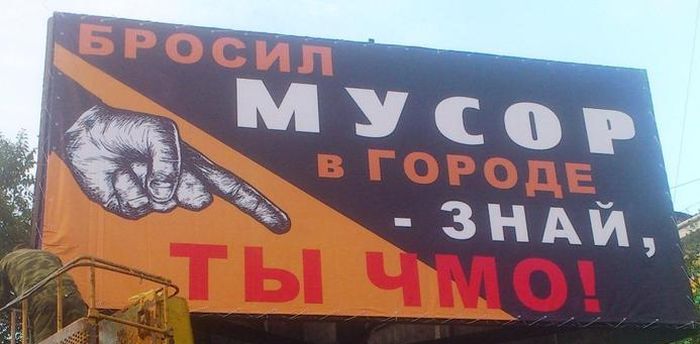 БРОСИЛ
МУСОР
В ГОРОДЕ
- ЗНАЙ,
ТЫ ЧМО!